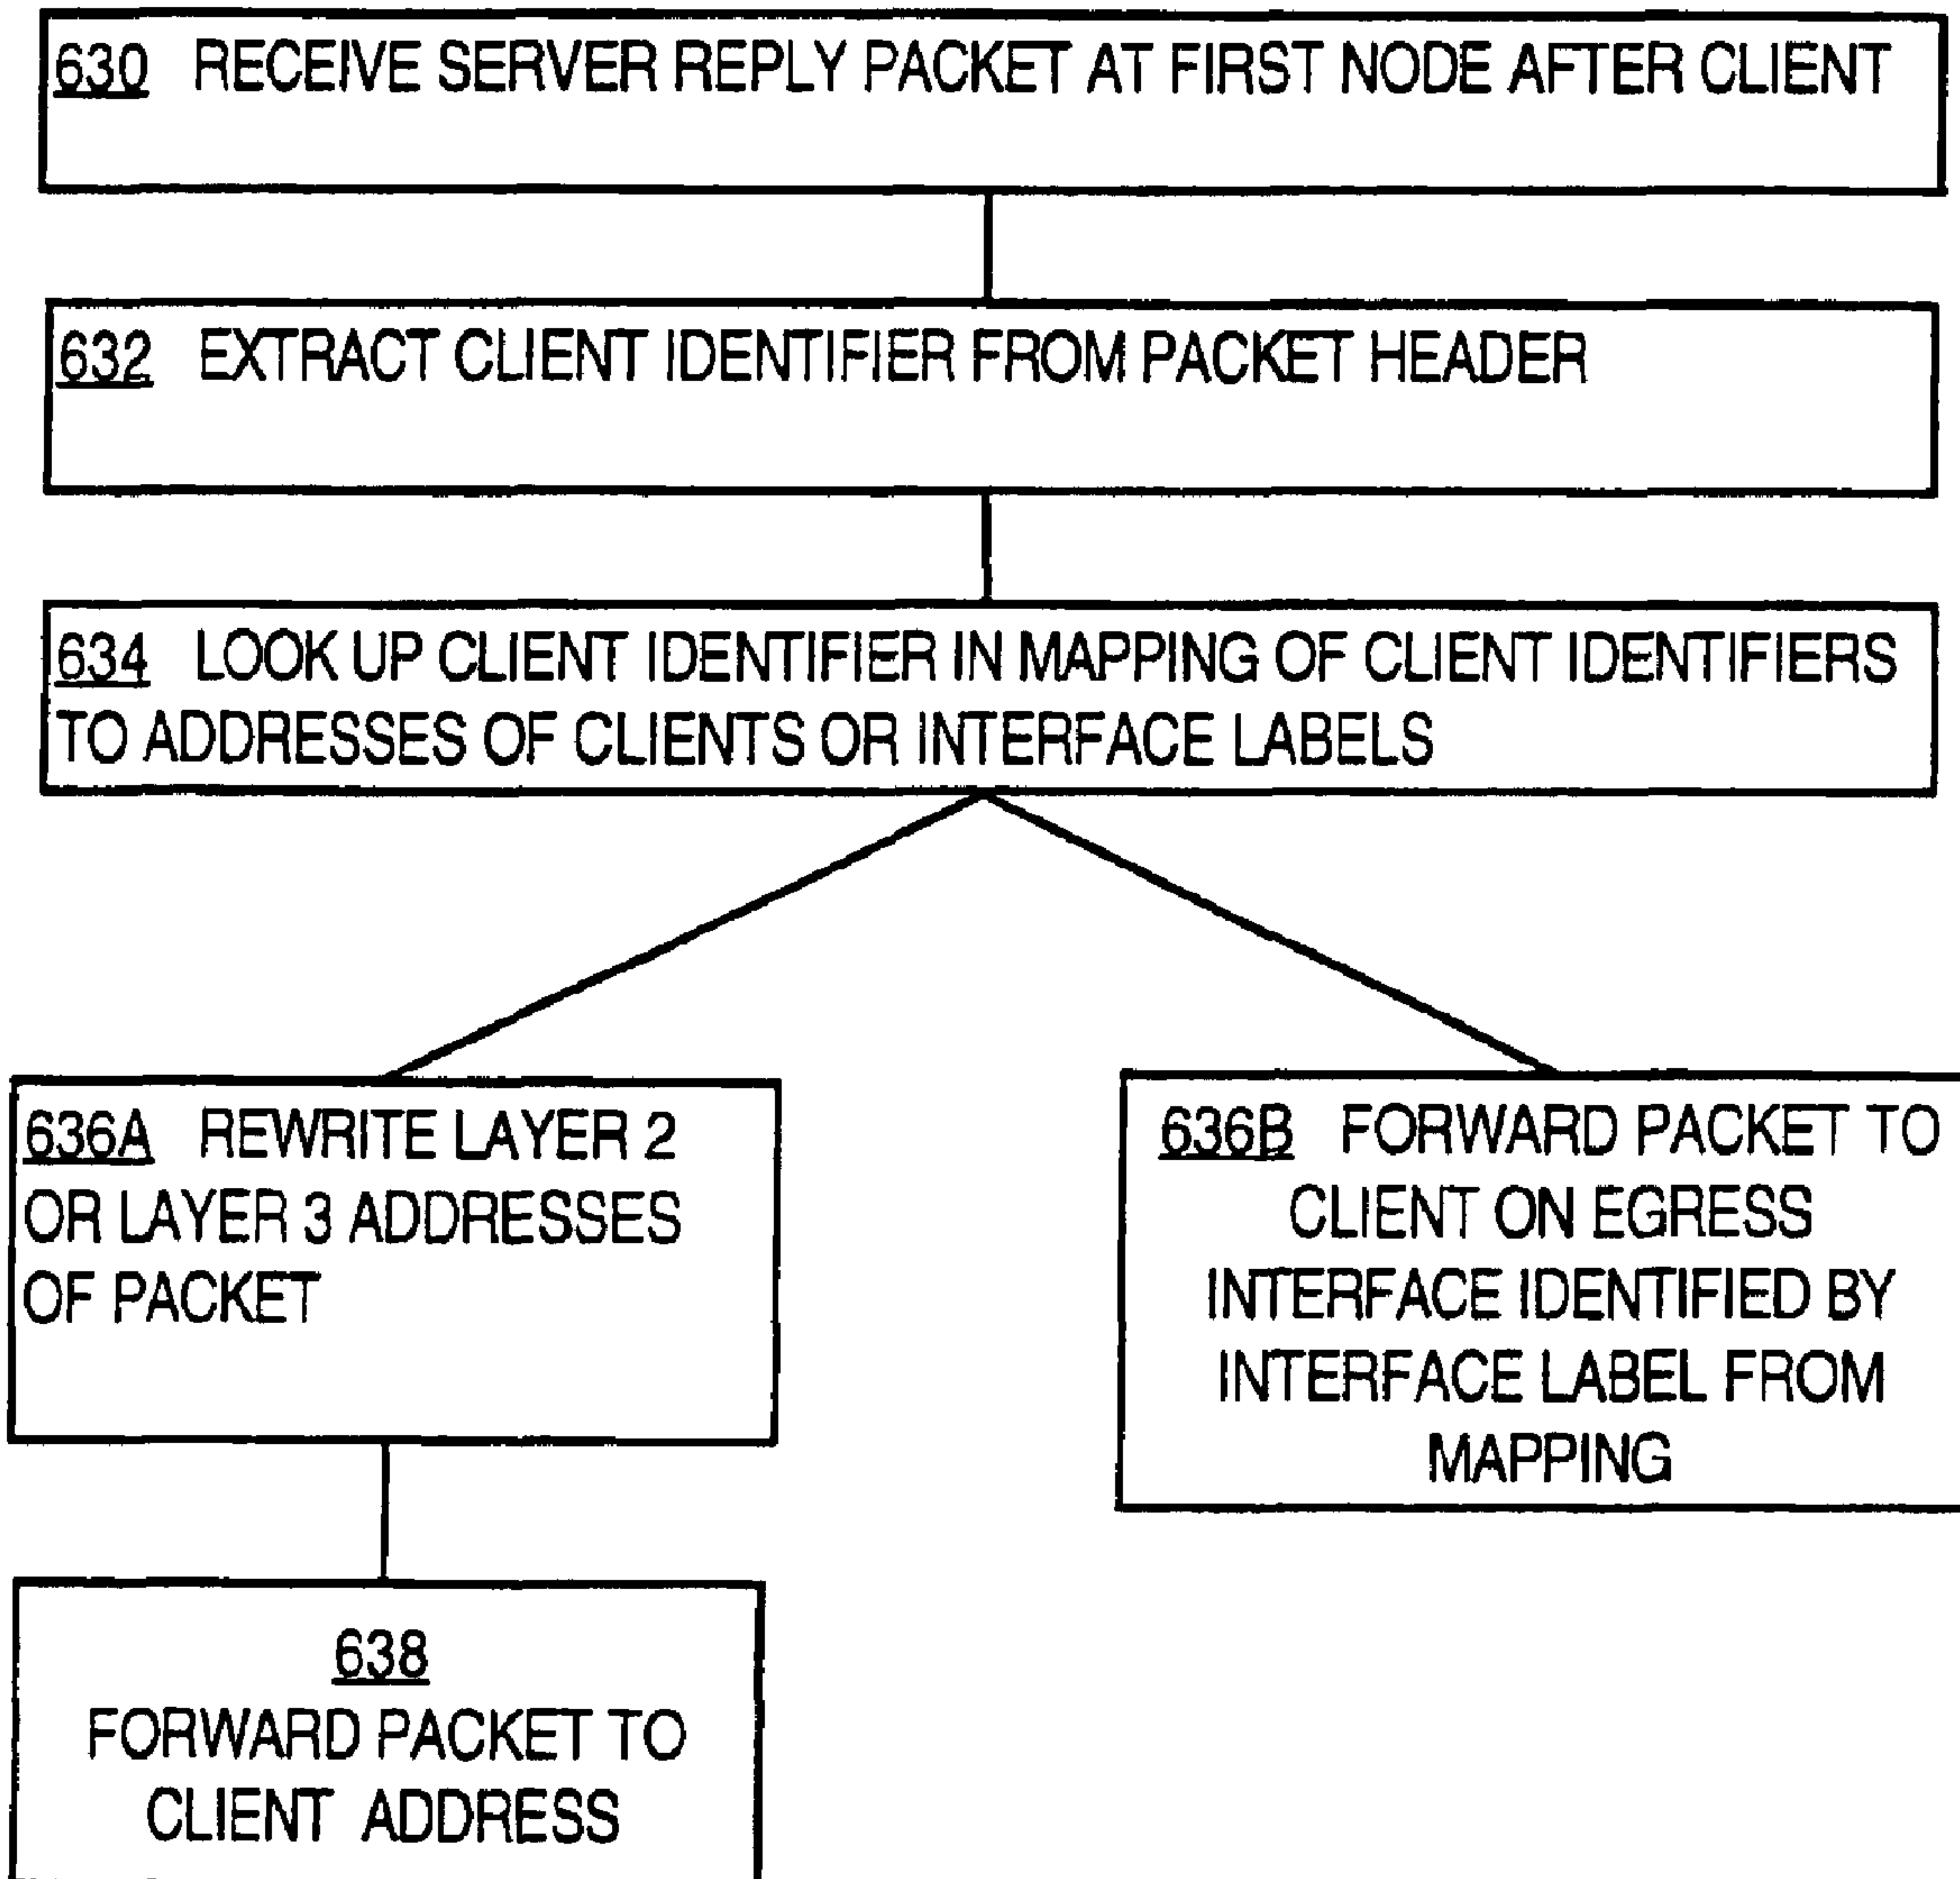 630 RECEIVE SERVER REPLY PACKET AT FIRST NODE AFTER CLIENT
632 EXTRACT CLIENT IDENTIFIER FROM PACKET HEADER
634 LOOK UP CLIENT IDENTIFIER IN MAPPING OF CLIENT IDENTIFIERS
TO ADDRESSES OF CLIENTS OR INTERFACE LABELS
636A REWRITE LAYER 2
OR LAYER 3 ADDRESSES
OF PACKET
636B FORWARD PACKET TO
CLIENT ON EGRESS
INTERFACE IDENTIFIED BY
INTERFACE LABEL FROM
MAPPING
638
FORWARD PACKET TO
CLIENT ADDRESS